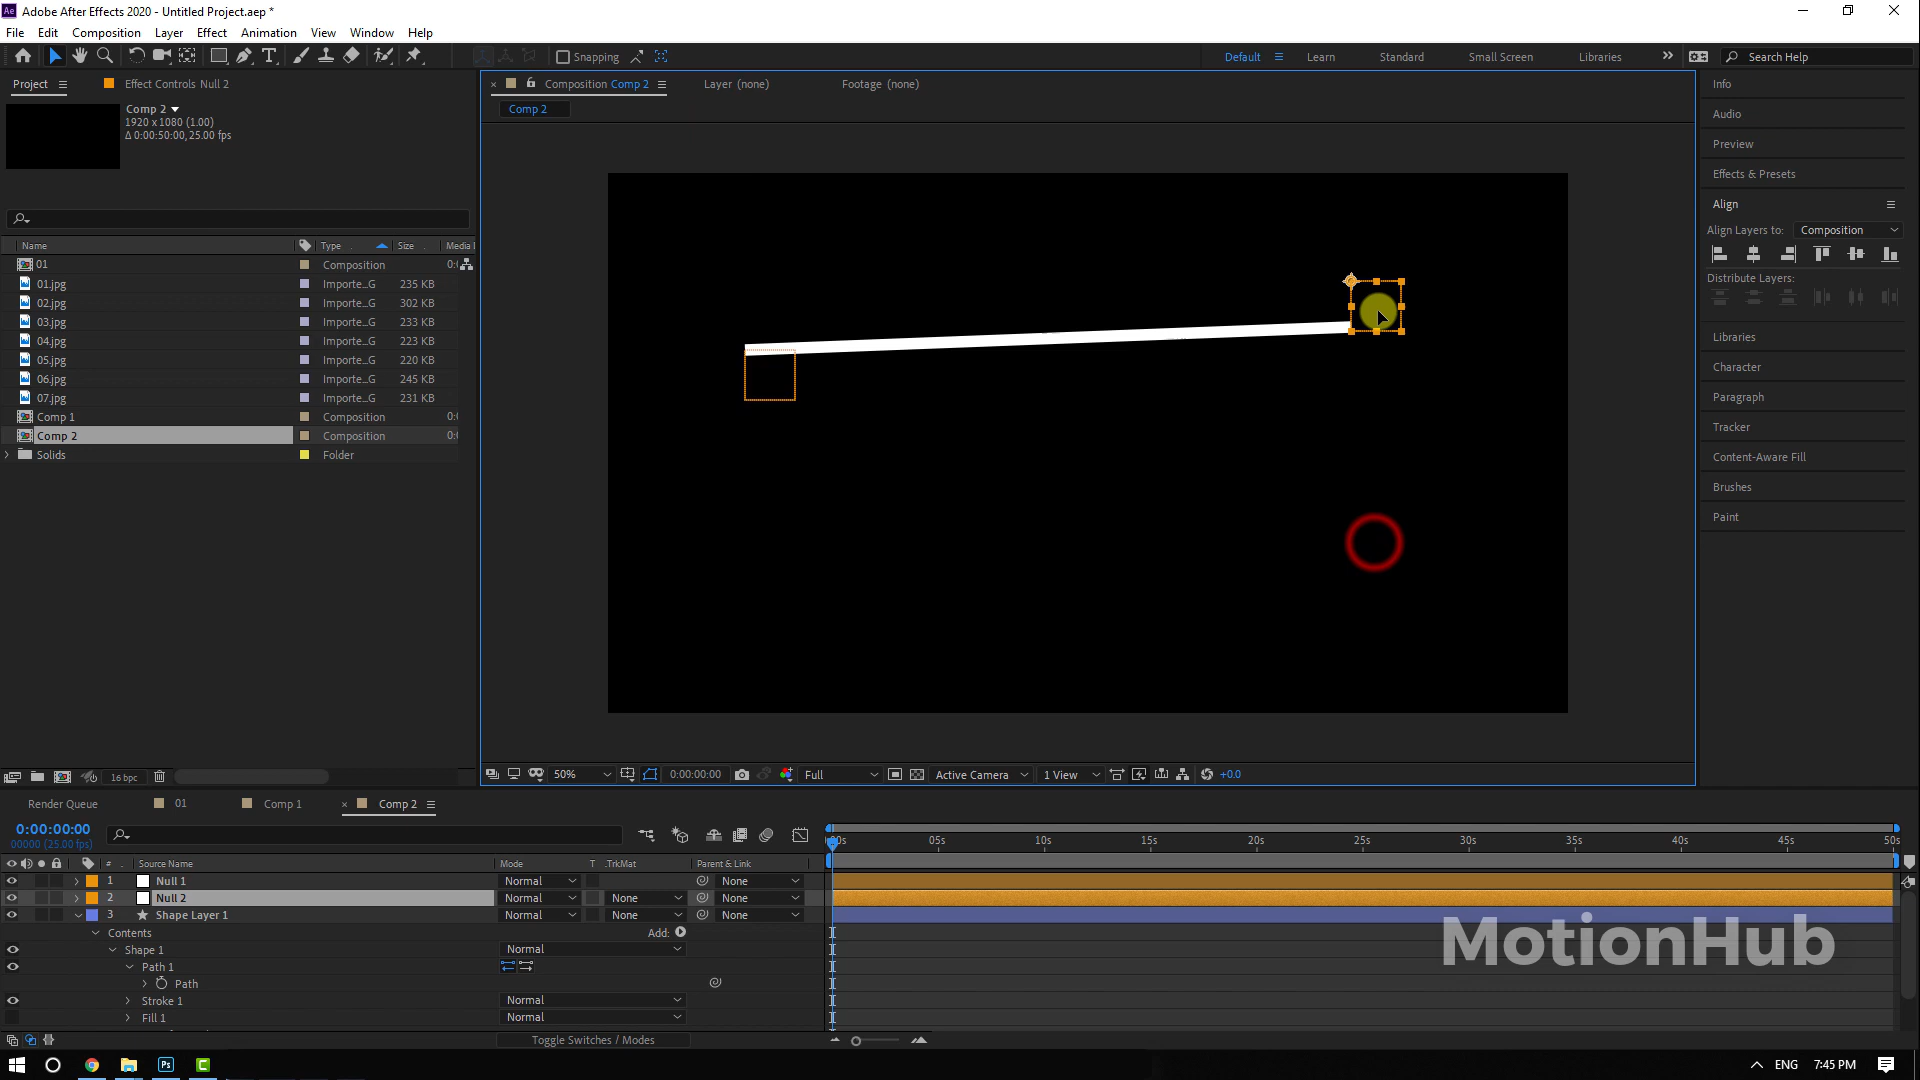 Adobe After Effects 2020 - Untitled Project.aep *
File Edit Composition Layer Effect Animation View Window Help
Snapping Default Learn Standard Small Screen Libraries Search Help
Project Effect Controls Null 2
Comp 2
1920 x 1080 (1.00)
Δ 0:00:50:00, 25.00 fps
Name Type Size Media
01 Composition 0:
01.jpg Importe...G 235 KB
02.jpg Importe...G 302 KB
03.jpg Importe...G 233 KB
04.jpg Importe...G 223 KB
05.jpg Importe...G 220 KB
06.jpg Importe...G 245 KB
07.jpg Importe...G 231 KB
Comp 1 Composition 0:
Comp 2 Composition 0:
Solids Folder
16 bpc
Composition Comp 2 Layer (none) Footage (none)
Comp 2
50% 0:00:00:00 Full Active Camera 1 View +0.0
Info
Audio
Preview
Effects & Presets
Align
Align Layers to: Composition
Distribute Layers:
Libraries
Character
Paragraph
Tracker
Content-Aware Fill
Brushes
Paint
Render Queue 01 Comp 1 Comp 2
0:00:00:00
00000 (25.00 fps)
00s 05s 10s 15s 20s 25s 30s 35s 40s 45s 50s
# Source Name Mode T .TrkMat Parent & Link
1 Null 1 Normal None
2 Null 2 Normal None None
3 Shape Layer 1 Normal None None
Contents Add:
Shape 1 Normal
Path 1
Path
Stroke 1 Normal
Fill 1 Normal
Toggle Switches / Modes
MotionHub
ENG 7:45 PM